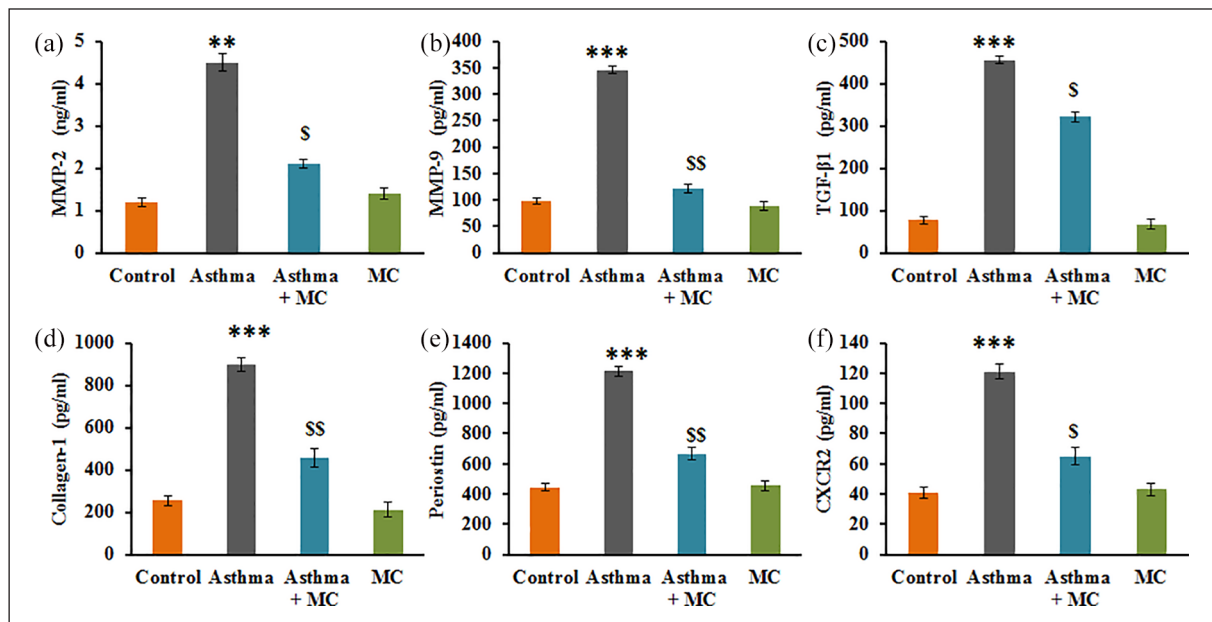 (a)
MMP-2 (ng/ml)
5
4
3
2
1
0
**
$
Control Asthma Asthma MC
+ MC
(b)
MMP-9 (pg/ml)
400
350
300
250
200
150
100
50
0
***
$$
Control Asthma Asthma MC
+ MC
(c)
TGF-β1 (pg/ml)
500
400
300
200
100
0
***
$
Control Asthma Asthma MC
+ MC
(d)
Collagen-1 (pg/ml)
1000
800
600
400
200
0
***
$$
Control Asthma Asthma MC
+ MC
(e)
Periostin (pg/ml)
1400
1200
1000
800
600
400
200
0
***
$$
Control Asthma Asthma MC
+ MC
(f)
CXCR2 (pg/ml)
140
120
100
80
60
40
20
0
***
$
Control Asthma Asthma MC
+ MC